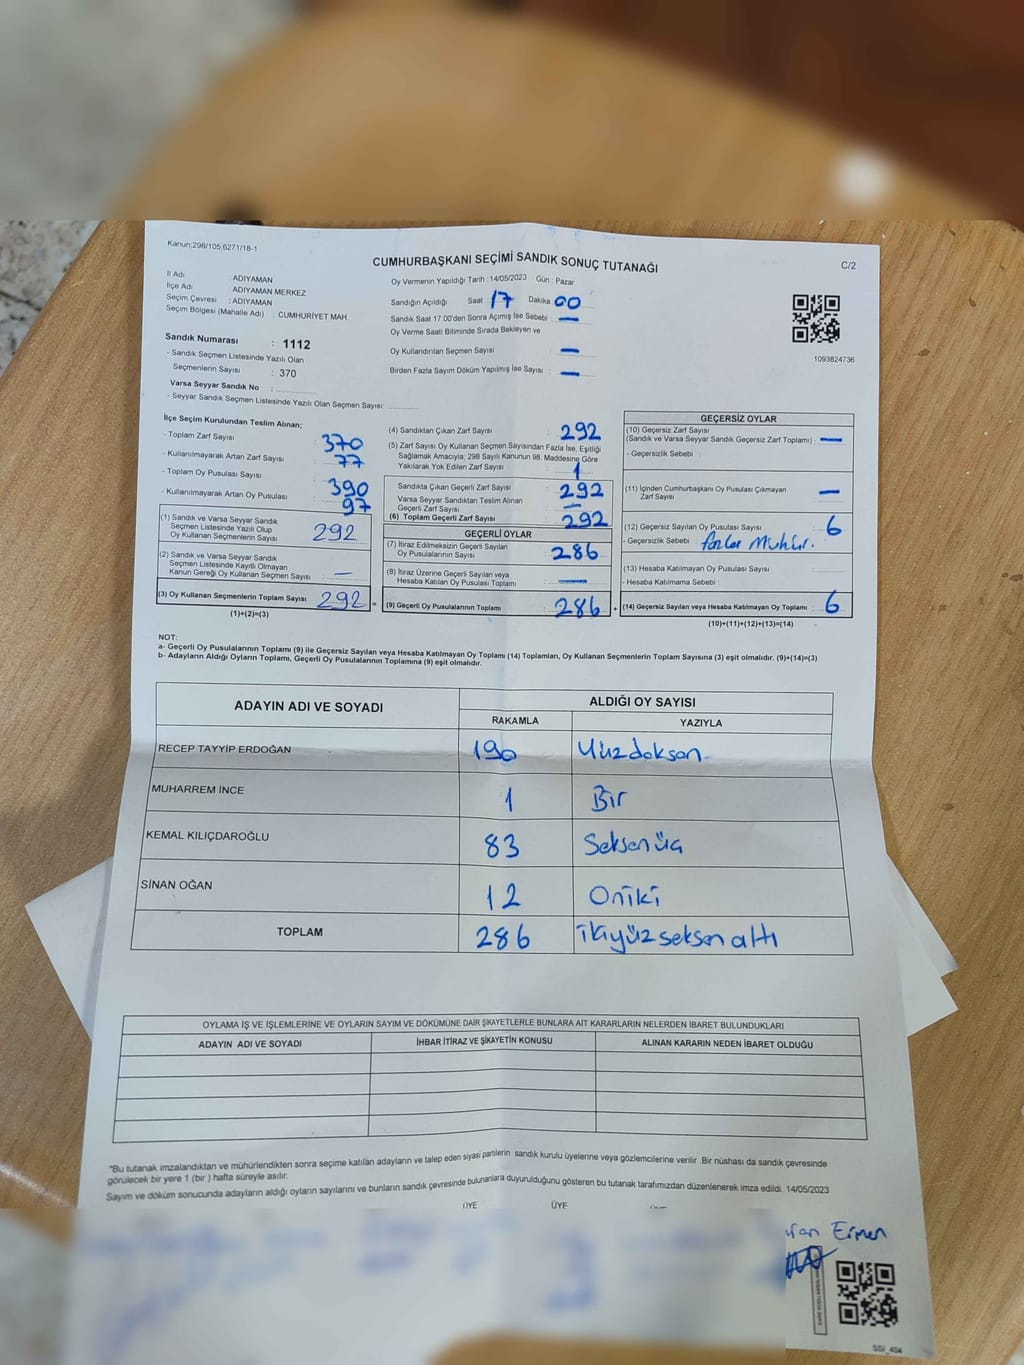 Kanun:298/105;6271/18-1
CUMHURBAŞKANI SEÇİMİ SANDIK SONUÇ TUTANAĞI
C/2
İl Adı : ADIYAMAN
İlçe Adı : ADIYAMAN MERKEZ
Seçim Çevresi : ADIYAMAN
Seçim Bölgesi (Mahalle Adı) : CUMHURİYET MAH.
Sandık Numarası : 1112
- Sandık Seçmen Listesinde Yazılı Olan
Seçmenlerin Sayısı : 370
Varsa Seyyar Sandık No :
- Seyyar Sandık Seçmen Listesinde Yazılı Olan Seçmen Sayısı:
Oy Vermenin Yapıldığı Tarih : 14/05/2023 Gün : Pazar
Sandığın Açıldığı Saat : 17 Dakika 00
Sandık Saat 17:00'den Sonra Açımış İse Sebebi : —
Oy Verme Saati Bitiminde Sırada Bekleyen ve
Oy Kullandırılan Seçmen Sayısı : —
Birden Fazla Sayım Döküm Yapılmış İse Sayısı : —
1093824736
İlçe Seçim Kurulundan Teslim Alınan;
- Toplam Zarf Sayısı : 370
- Kullanılmayarak Artan Zarf Sayısı : 77
- Toplam Oy Pusulası Sayısı : 390
- Kullanılmayarak Artan Oy Pusulası : 97
(1) Sandık ve Varsa Seyyar Sandık
Seçmen Listesinde Yazılı Olup
Oy Kullanan Seçmenlerin Sayısı : 292
(2) Sandık ve Varsa Seyyar Sandık
Seçmen Listesinde Kayıtlı Olmayan
Kanun Gereği Oy Kullanan Seçmen Sayısı : —
(3) Oy Kullanan Seçmenlerin Toplam Sayısı : 292 =
(1)+(2)=(3)
(4) Sandıktan Çıkan Zarf Sayısı : 292
(5) Zarf Sayısı Oy Kullanan Seçmen Sayısından Fazla İse, Eşitliği
Sağlamak Amacıyla; 298 Sayılı Kanunun 98. Maddesine Göre
Yakılarak Yok Edilen Zarf Sayısı : 1
Sandıkta Çıkan Geçerli Zarf Sayısı : 292
Varsa Seyyar Sandıktan Teslim Alınan
Geçerli Zarf Sayısı : —
(6) Toplam Geçerli Zarf Sayısı : 292
GEÇERLİ OYLAR
(7) İtiraz Edilmeksizin Geçerli Sayılan
Oy Pusulalarının Sayısı : 286
(8) İtiraz Üzerine Geçerli Sayılan veya
Hesaba Katılan Oy Pusulası Toplamı : —
(9) Geçerli Oy Pusulalarının Toplamı : 286 +
GEÇERSİZ OYLAR
(10) Geçersiz Zarf Sayısı
(Sandık ve Varsa Seyyar Sandık Geçersiz Zarf Toplamı) : —
- Geçersizlik Sebebi :
(11) İçinden Cumhurbaşkanı Oy Pusulası Çıkmayan
Zarf Sayısı : —
(12) Geçersiz Sayılan Oy Pusulası Sayısı : 6
- Geçersizlik Sebebi : fazla Mühür.
(13) Hesaba Katılmayan Oy Pusulası Sayısı :
- Hesaba Katılmama Sebebi :
(14) Geçersiz Sayılan veya Hesaba Katılmayan Oy Toplamı : 6
(10)+(11)+(12)+(13)=(14)
NOT:
a- Geçerli Oy Pusulalarının Toplamı (9) ile Geçersiz Sayılan veya Hesaba Katılmayan Oy Toplamı (14) Toplamları, Oy Kullanan Seçmenlerin Toplam Sayısına (3) eşit olmalıdır. (9)+(14)=(3)
b- Adayların Aldığı Oyların Toplamı, Geçerli Oy Pusulalarının Toplamına (9) eşit olmalıdır.
ADAYIN ADI VE SOYADI ALDIĞI OY SAYISI
RAKAMLA YAZIYLA
RECEP TAYYİP ERDOĞAN 190 Yüzdoksan
MUHARREM İNCE 1 Bir
KEMAL KILIÇDAROĞLU 83 Seksenüç
SİNAN OĞAN 12 Oniki
TOPLAM 286 ikiyüzseksenaltı
OYLAMA İŞ VE İŞLEMLERİNE VE OYLARIN SAYIM VE DÖKÜMÜNE DAİR ŞİKAYETLERLE BUNLARA AİT KARARLARIN NELERDEN İBARET BULUNDUKLARI
ADAYIN ADI VE SOYADI İHBAR İTİRAZ VE ŞİKAYETİN KONUSU ALINAN KARARIN NEDEN İBARET OLDUĞU
"Bu tutanak imzalandıktan ve mühürlendikten sonra seçime katılan adayların ve talep eden siyasi partilerin sandık kurulu üyelerine veya gözlemcilerine verilir .Bir nüshası da sandık çevresinde
görülecek bir yere 1 (bir ) hafta süreyle asılır.
Sayım ve döküm sonucunda adayların aldığı oyların sayılarını ve bunların sandık çevresinde bulunanlara duyurulduğunu gösteren bu tutanak tarafımızdan düzenlenerek imza edildi. 14/05/2023
ÜYE ÜYE
Ermen
SSI_404